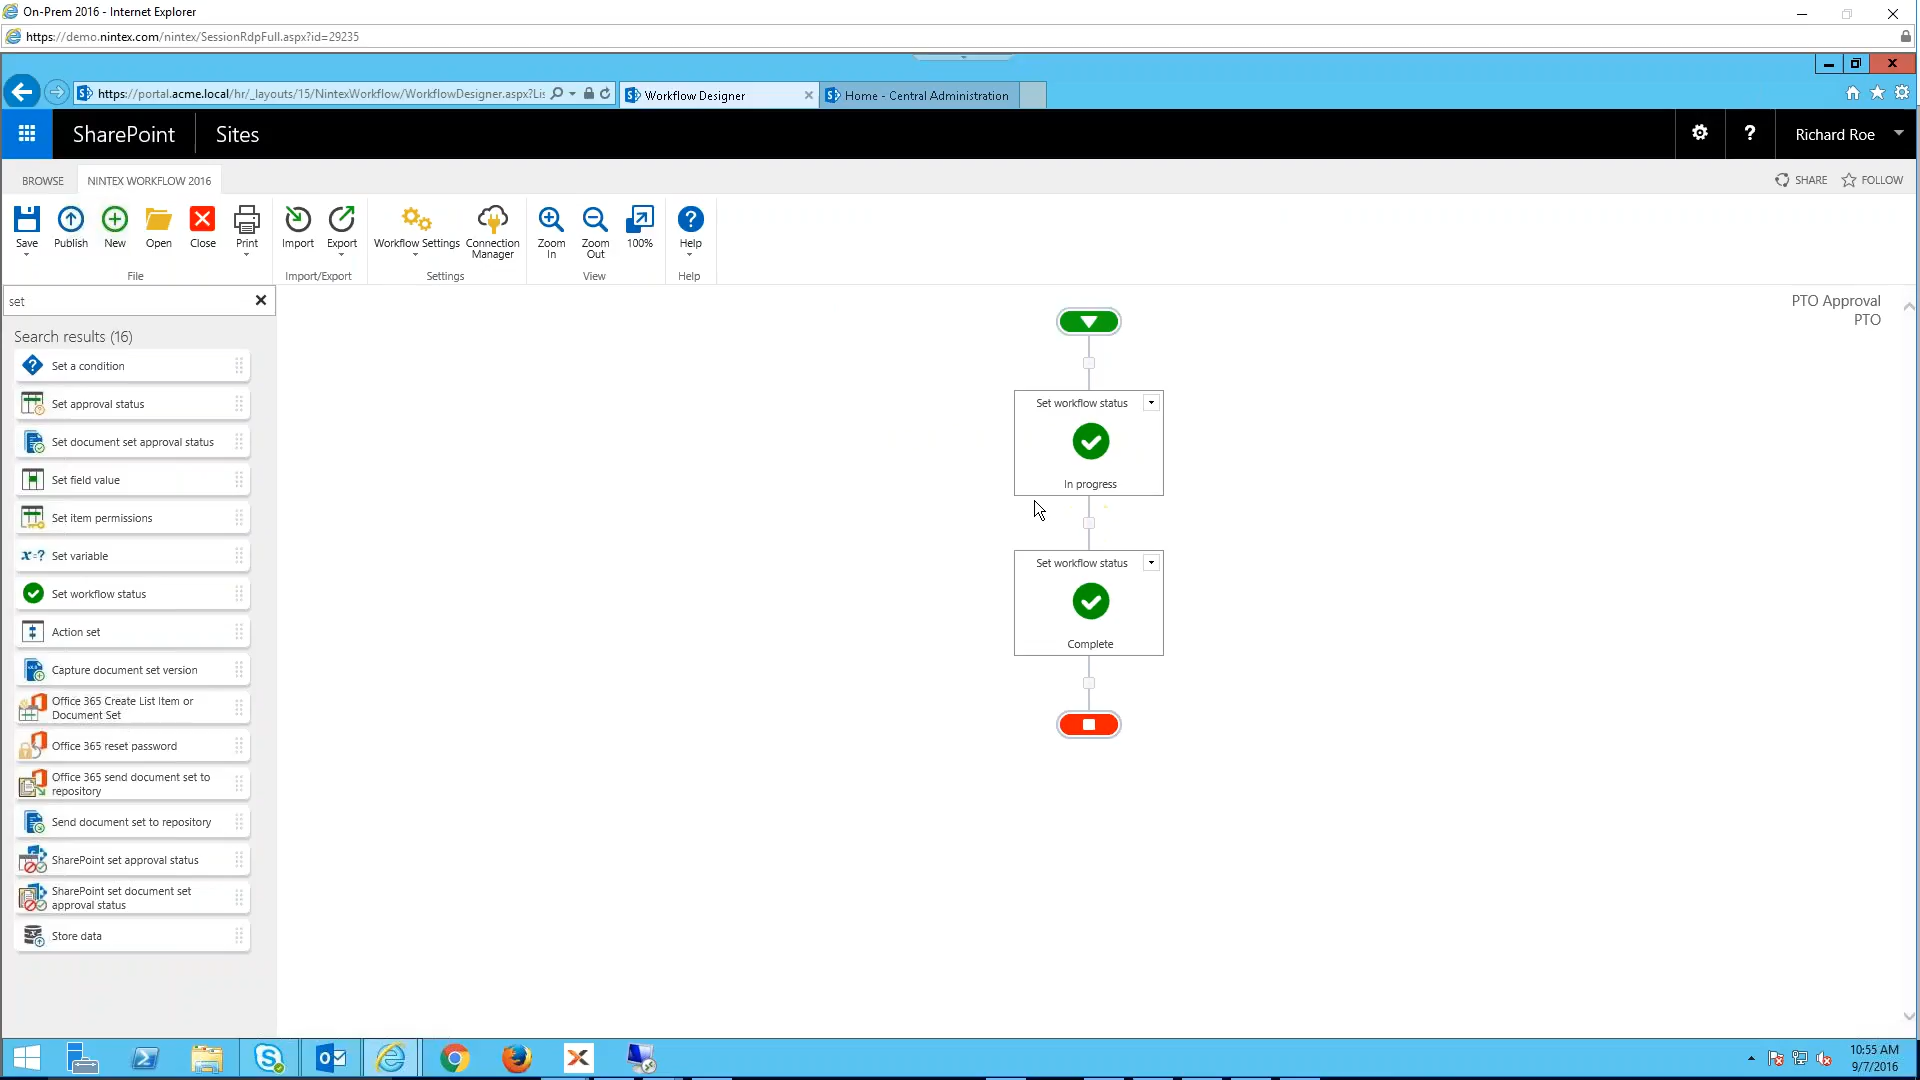 On-Prem 2016 - Internet Explorer
https://demo.nintex.com/nintex/SessionRdpFull.aspx?id=29235
https://portal.acme.local/hr/_layouts/15/NintexWorkflow/WorkflowDesigner.aspx?Lis
Workflow Designer
Home - Central Administration
SharePoint
Sites
Richard Roe
BROWSE
NINTEX WORKFLOW 2016
SHARE
FOLLOW
Save
Publish
New
Open
Close
Print
Import
Export
Workflow Settings
Connection
Manager
Zoom
In
Zoom
Out
100%
Help
File
Import/Export
Settings
View
Help
set
Search results (16)
Set a condition
Set approval status
Set document set approval status
Set field value
Set item permissions
Set variable
Set workflow status
Action set
Capture document set version
Office 365 Create List Item or
Document Set
Office 365 reset password
Office 365 send document set to
repository
Send document set to repository
SharePoint set approval status
SharePoint set document set
approval status
Store data
PTO Approval
PTO
Set workflow status
In progress
Set workflow status
Complete
10:55 AM
9/7/2016